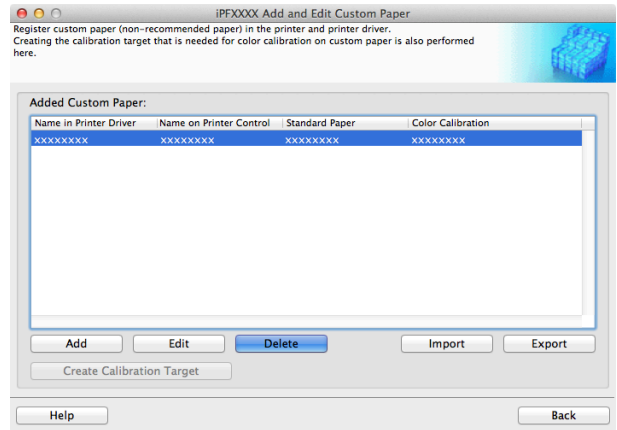 iPFXXXX Add and Edit Custom Paper
Register custom paper (non-recommended paper) in the printer and printer driver.
Creating the calibration target that is needed for color calibration on custom paper is also performed
here.
Added Custom Paper:
Name in Printer Driver Name on Printer Control Standard Paper Color Calibration
xxxxxxxx xxxxxxxx xxxxxxxx xxxxxxxx
Add Edit Delete Import Export
Create Calibration Target
Help Back